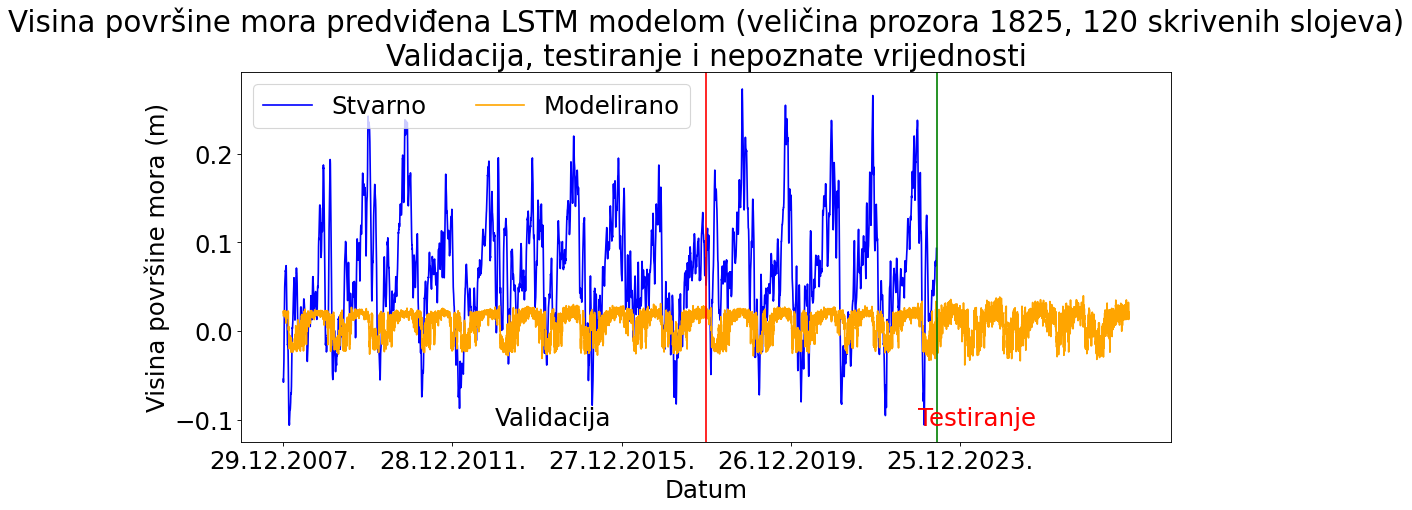 Visina površine mora predviđena LSTM modelom (veličina prozora 1825, 120 skrivenih slojeva)
Validacija, testiranje i nepoznate vrijednosti
Stvarno Modelirano
Visina površine mora (m)
0.2
0.1
0.0
−0.1
Validacija
Testiranje
29.12.2007. 28.12.2011. 27.12.2015. 26.12.2019. 25.12.2023.
Datum